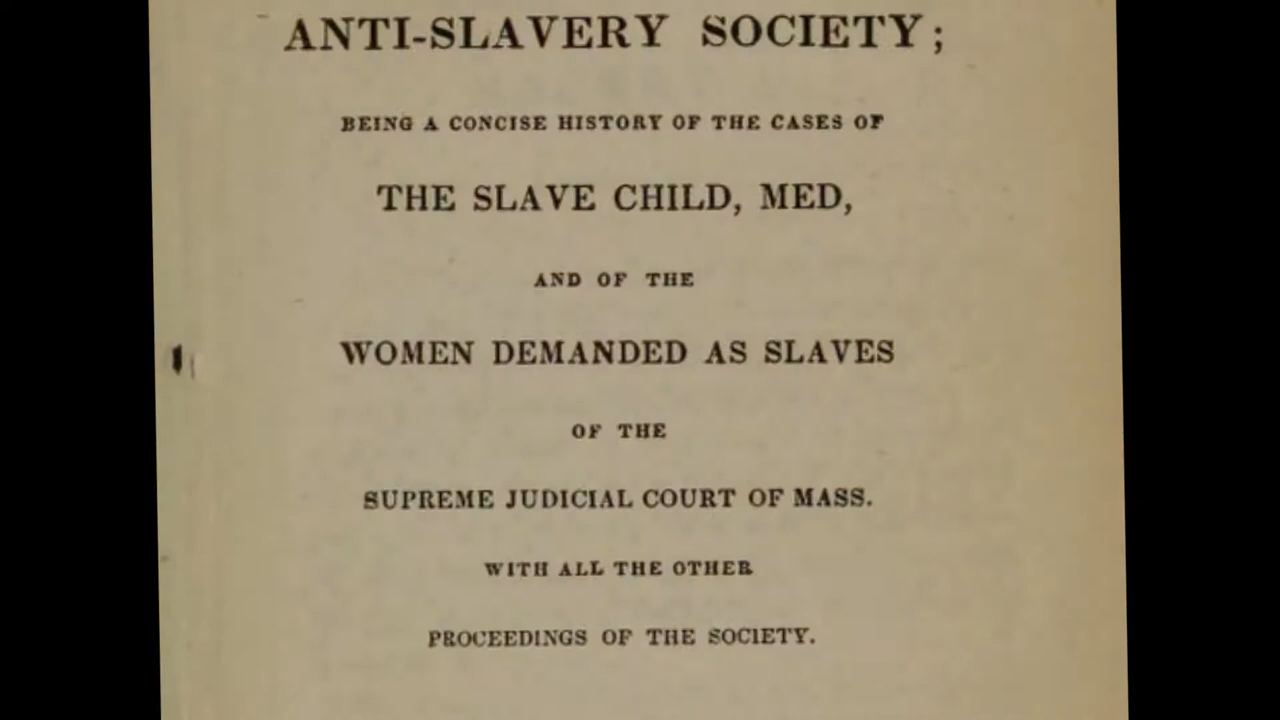 ANTI-SLAVERY SOCIETY;
BEING A CONCISE HISTORY OF THE CASES OF
THE SLAVE CHILD, MED,
AND OF THE
WOMEN DEMANDED AS SLAVES
OF THE
SUPREME JUDICIAL COURT OF MASS.
WITH ALL THE OTHER
PROCEEDINGS OF THE SOCIETY.